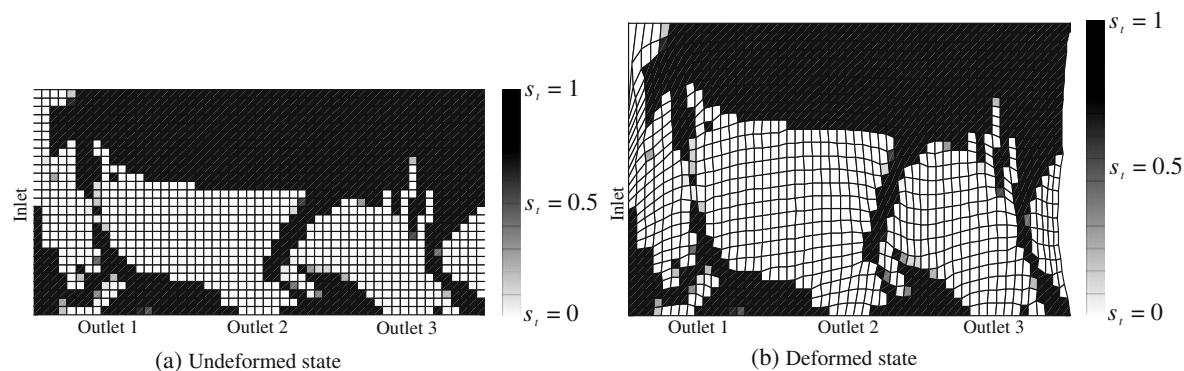 s_t = 1
s_t = 0.5
s_t = 0
Inlet
Outlet 1
Outlet 2
Outlet 3
(a) Undeformed state
s_t = 1
s_t = 0.5
s_t = 0
Inlet
Outlet 1
Outlet 2
Outlet 3
(b) Deformed state